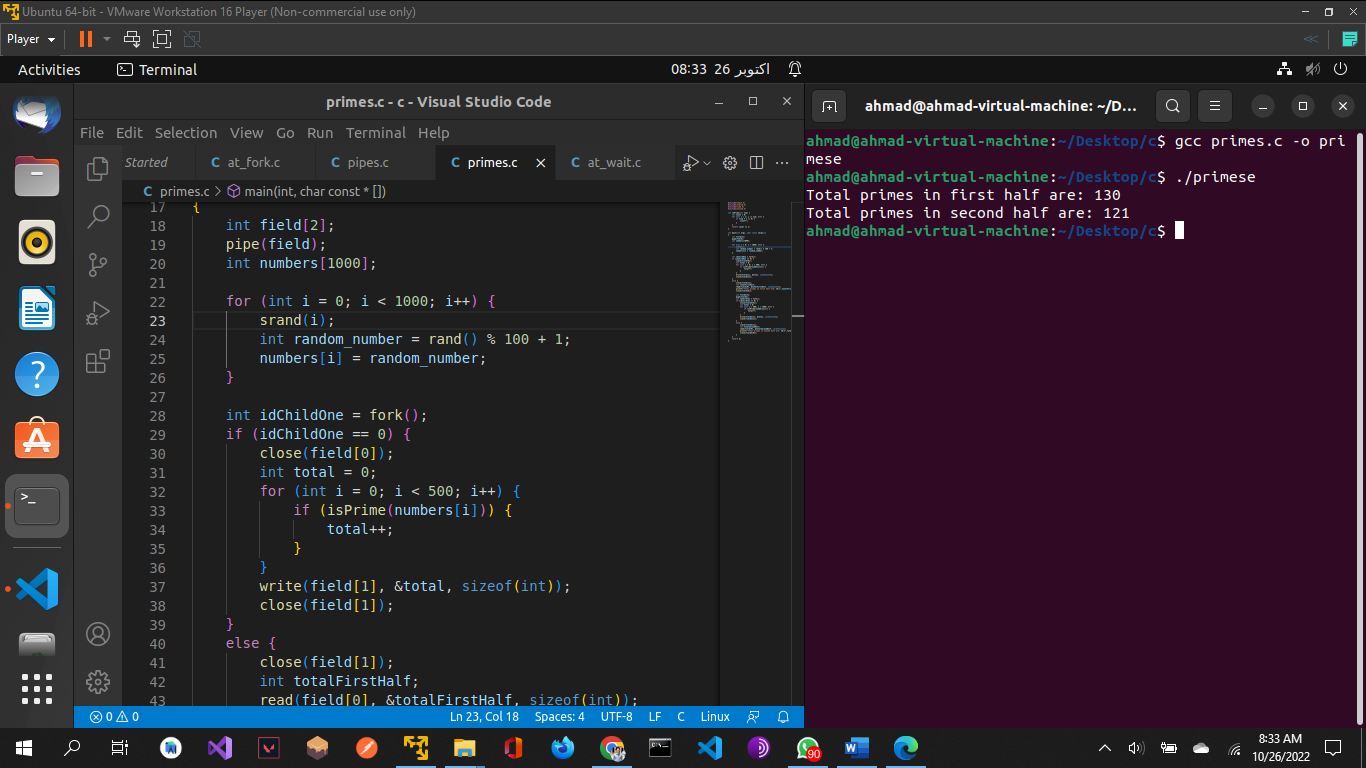 Ubuntu 64-bit - VMware Workstation 16 Player (Non-commercial use only)
Player
Activities
Terminal
08:33 26 اکتوبر
primes.c - c - Visual Studio Code
File Edit Selection View Go Run Terminal Help
Started at_fork.c pipes.c primes.c at_wait.c
primes.c > main(int, char const * [])
17 {
18 int field[2];
19 pipe(field);
20 int numbers[1000];
21
22 for (int i = 0; i < 1000; i++) {
23 srand(i);
24 int random_number = rand() % 100 + 1;
25 numbers[i] = random_number;
26 }
27
28 int idChildOne = fork();
29 if (idChildOne == 0) {
30 close(field[0]);
31 int total = 0;
32 for (int i = 0; i < 500; i++) {
33 if (isPrime(numbers[i])) {
34 total++;
35 }
36 }
37 write(field[1], &total, sizeof(int));
38 close(field[1]);
39 }
40 else {
41 close(field[1]);
42 int totalFirstHalf;
43 read(field[0], &totalFirstHalf, sizeof(int));
0 0 Ln 23, Col 18 Spaces: 4 UTF-8 LF C Linux
ahmad@ahmad-virtual-machine: ~/D...
ahmad@ahmad-virtual-machine:~/Desktop/c$ gcc primes.c -o pri
mese
ahmad@ahmad-virtual-machine:~/Desktop/c$ ./primese
Total primes in first half are: 130
Total primes in second half are: 121
ahmad@ahmad-virtual-machine:~/Desktop/c$
90
8:33 AM
10/26/2022